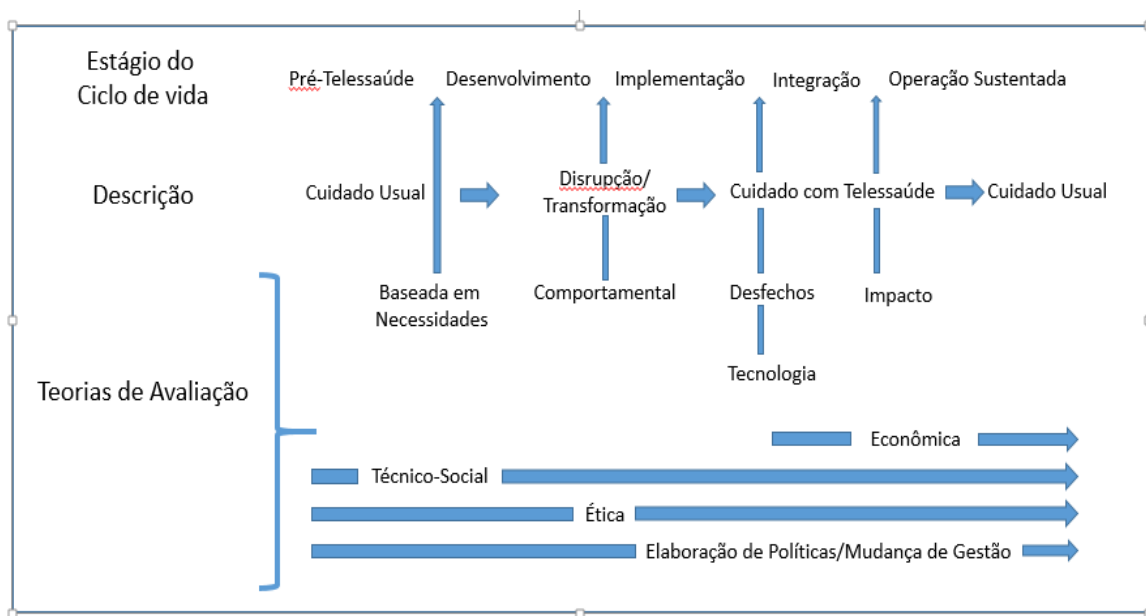 Estágio do
Ciclo de vida
Pré-Telessaúde
Desenvolvimento
Implementação
Integração
Operação Sustentada
Descrição
Cuidado Usual
Disrupção/
Transformação
Cuidado com Telessaúde
Cuidado Usual
Teorias de Avaliação
Baseada em
Necessidades
Comportamental
Desfechos
Impacto
Tecnologia
Econômica
Técnico-Social
Ética
Elaboração de Políticas/Mudança de Gestão